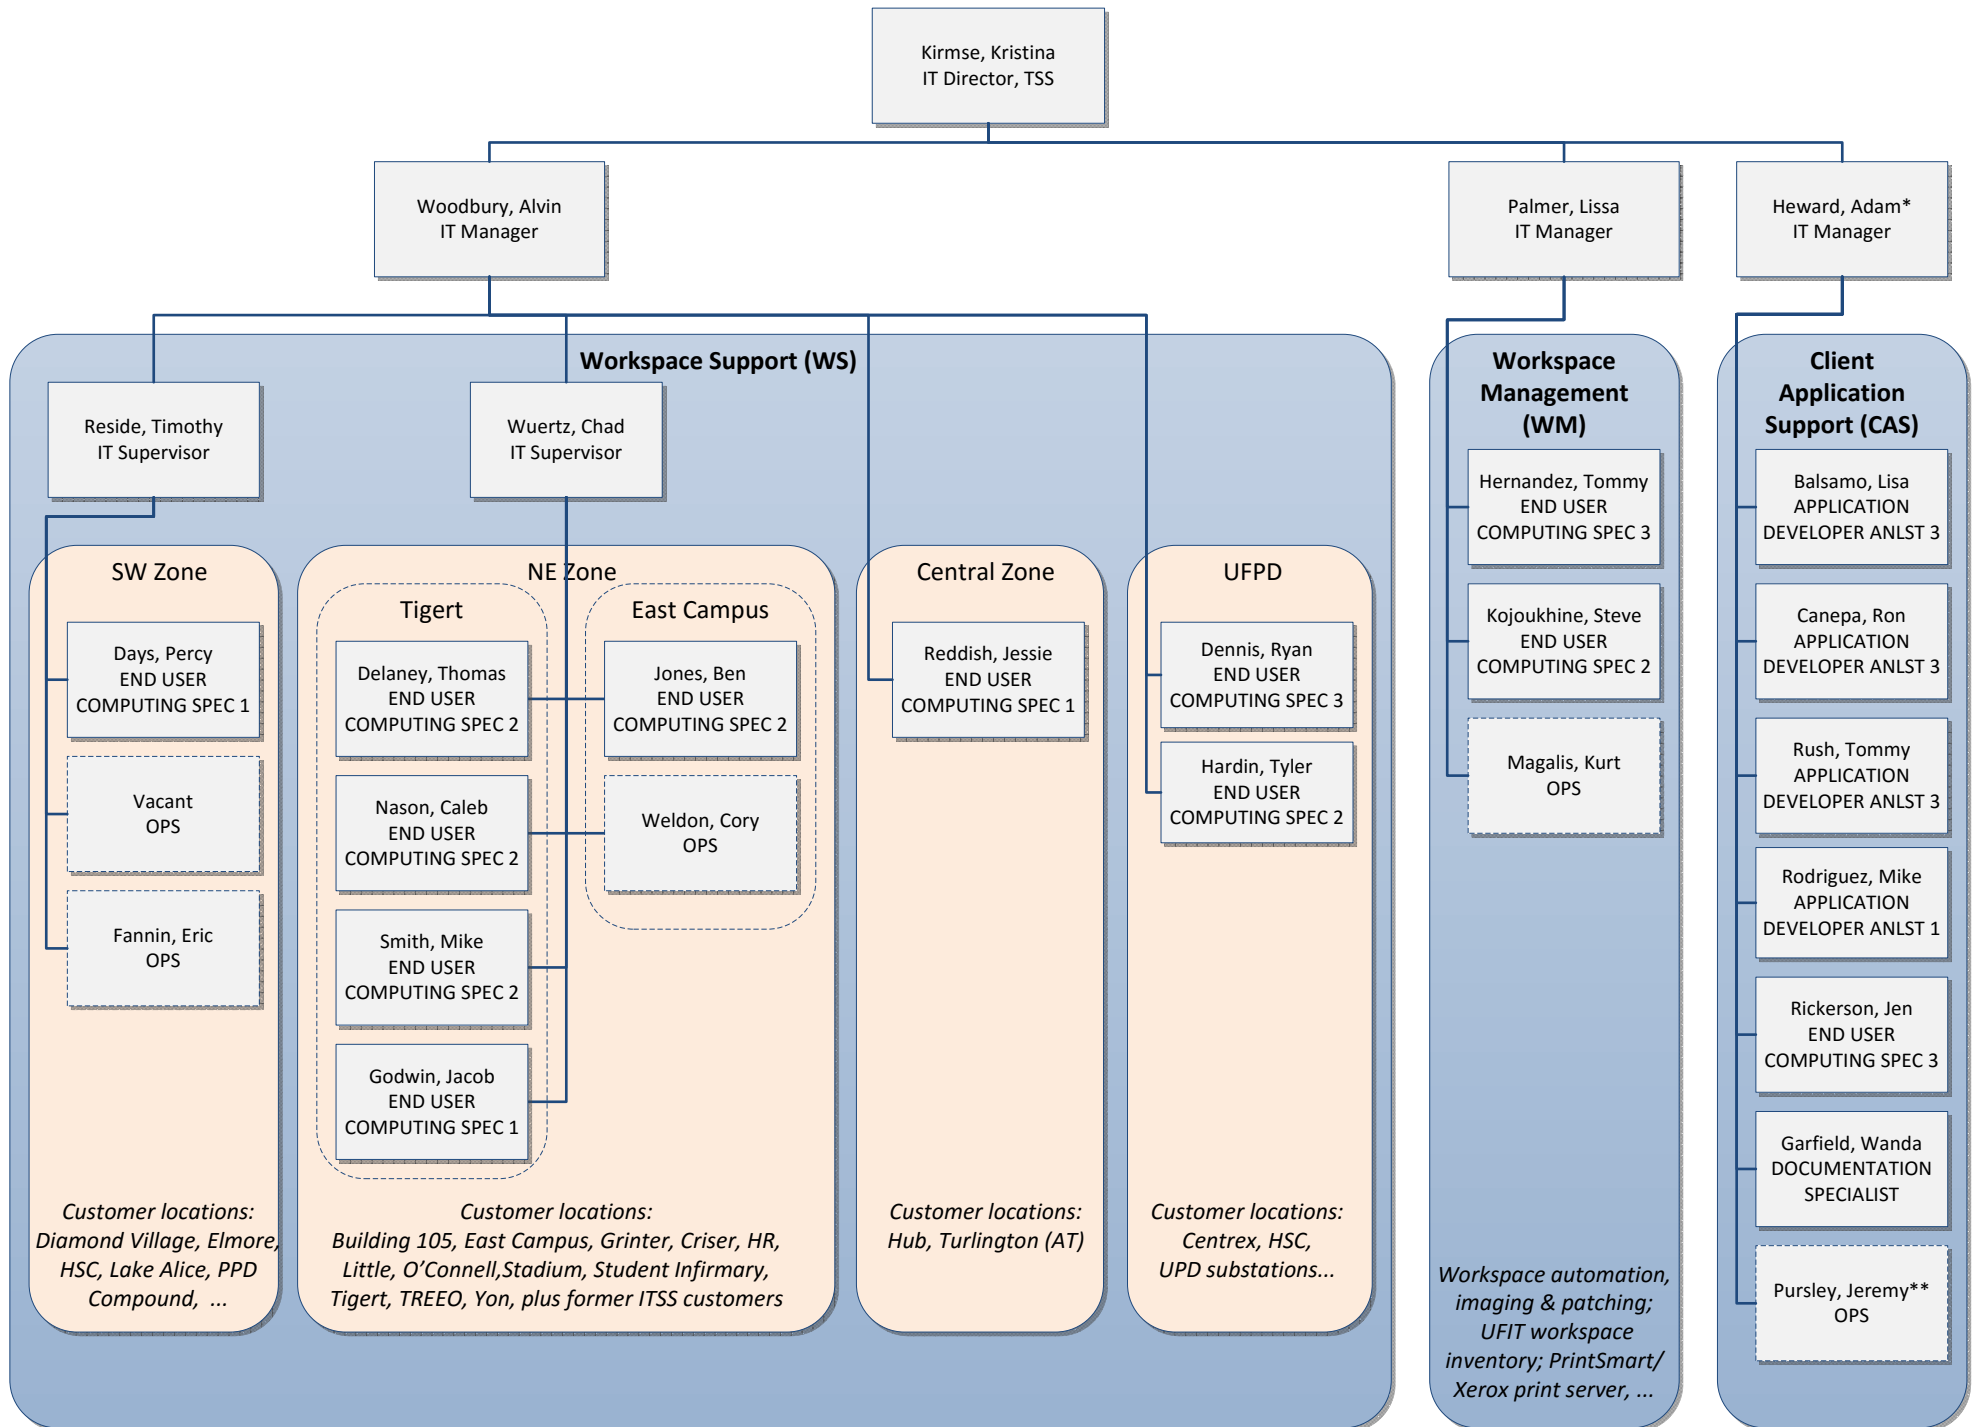 Kirmse, Kristina
IT Director, TSS
Woodbury, Alvin
IT Manager
Palmer, Lissa
IT Manager
Heward, Adam*
IT Manager
Workspace Support (WS)
Reside, Timothy
IT Supervisor
Wuertz, Chad
IT Supervisor
SW Zone
Days, Percy
END USER
COMPUTING SPEC 1
Vacant
OPS
Fannin, Eric
OPS
Customer locations:
Diamond Village, Elmore,
HSC, Lake Alice, PPD
Compound, ...
NE Zone
Tigert
Delaney, Thomas
END USER
COMPUTING SPEC 2
Nason, Caleb
END USER
COMPUTING SPEC 2
Smith, Mike
END USER
COMPUTING SPEC 2
Godwin, Jacob
END USER
COMPUTING SPEC 1
East Campus
Jones, Ben
END USER
COMPUTING SPEC 2
Weldon, Cory
OPS
Customer locations:
Building 105, East Campus, Grinter, Criser, HR,
Little, O’Connell,Stadium, Student Infirmary,
Tigert, TREEO, Yon, plus former ITSS customers
Central Zone
Reddish, Jessie
END USER
COMPUTING SPEC 1
Customer locations:
Hub, Turlington (AT)
UFPD
Dennis, Ryan
END USER
COMPUTING SPEC 3
Hardin, Tyler
END USER
COMPUTING SPEC 2
Customer locations:
Centrex, HSC,
UPD substations...
Workspace
Management
(WM)
Hernandez, Tommy
END USER
COMPUTING SPEC 3
Kojoukhine, Steve
END USER
COMPUTING SPEC 2
Magalis, Kurt
OPS
Workspace automation,
imaging & patching;
UFIT workspace
inventory; PrintSmart/
Xerox print server, ...
Client
Application
Support (CAS)
Balsamo, Lisa
APPLICATION
DEVELOPER ANLST 3
Canepa, Ron
APPLICATION
DEVELOPER ANLST 3
Rush, Tommy
APPLICATION
DEVELOPER ANLST 3
Rodriguez, Mike
APPLICATION
DEVELOPER ANLST 1
Rickerson, Jen
END USER
COMPUTING SPEC 3
Garfield, Wanda
DOCUMENTATION
SPECIALIST
Pursley, Jeremy**
OPS